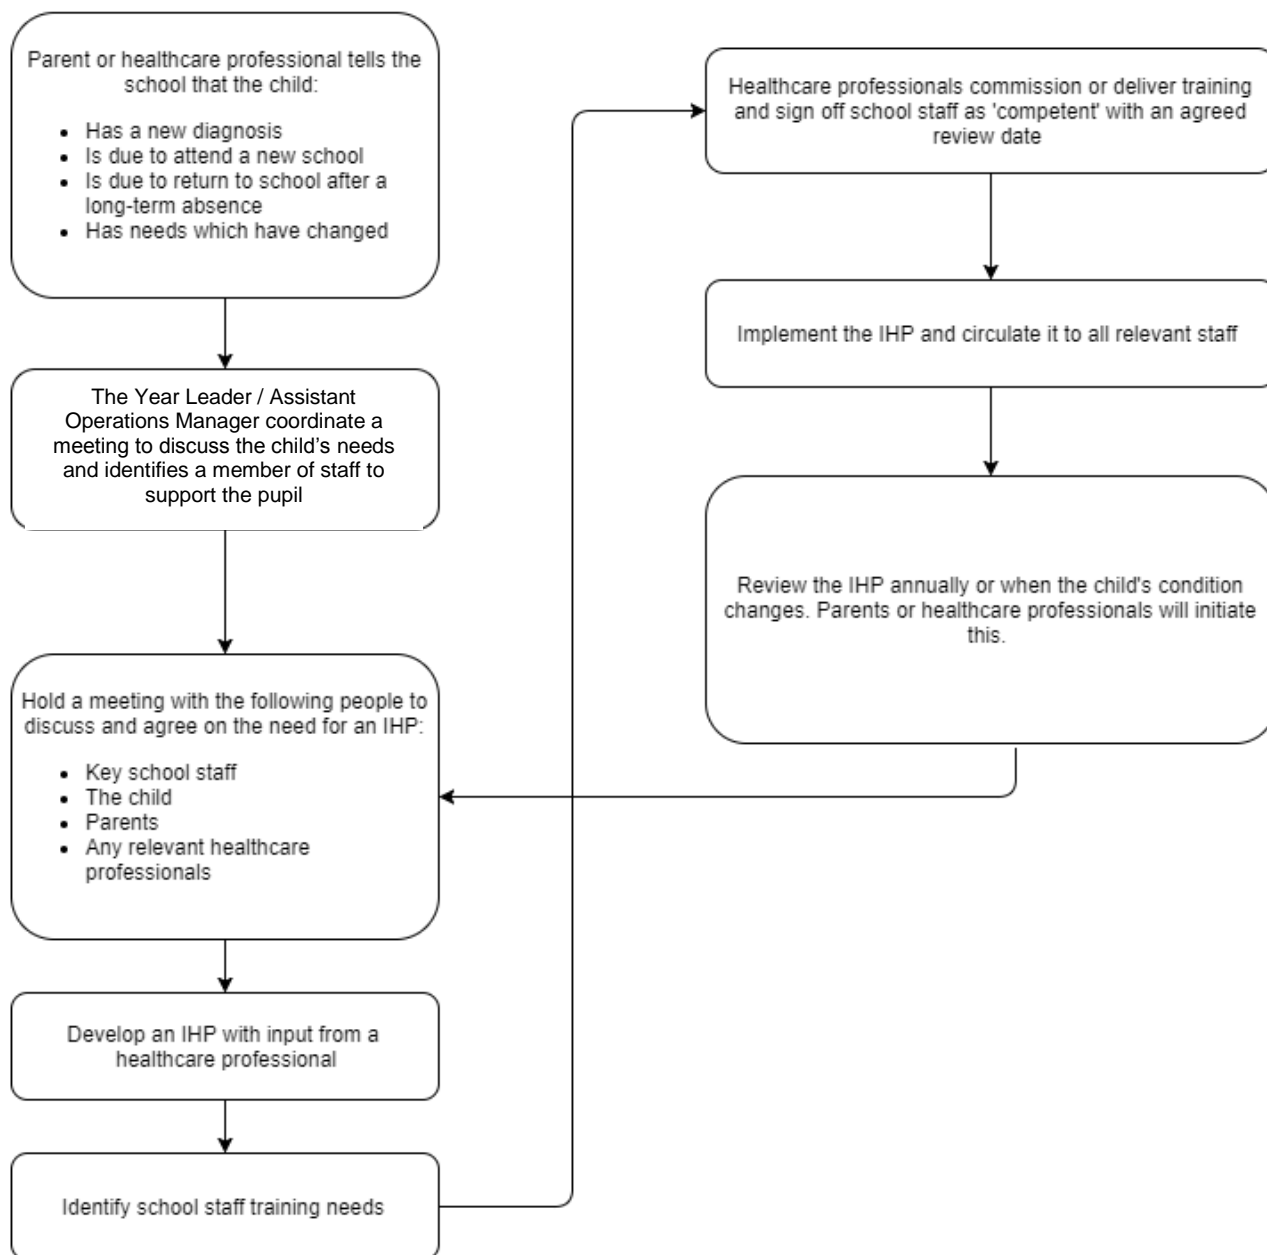 Parent or healthcare professional tells the
school that the child:
• Has a new diagnosis
• Is due to attend a new school
• Is due to return to school after a
long-term absence
• Has needs which have changed
The Year Leader / Assistant
Operations Manager coordinate a
meeting to discuss the child’s needs
and identifies a member of staff to
support the pupil
Hold a meeting with the following people to
discuss and agree on the need for an IHP:
• Key school staff
• The child
• Parents
• Any relevant healthcare
professionals
Develop an IHP with input from a
healthcare professional
Identify school staff training needs
Healthcare professionals commission or deliver training
and sign off school staff as 'competent' with an agreed
review date
Implement the IHP and circulate it to all relevant staff
Review the IHP annually or when the child's condition
changes. Parents or healthcare professionals will initiate
this.